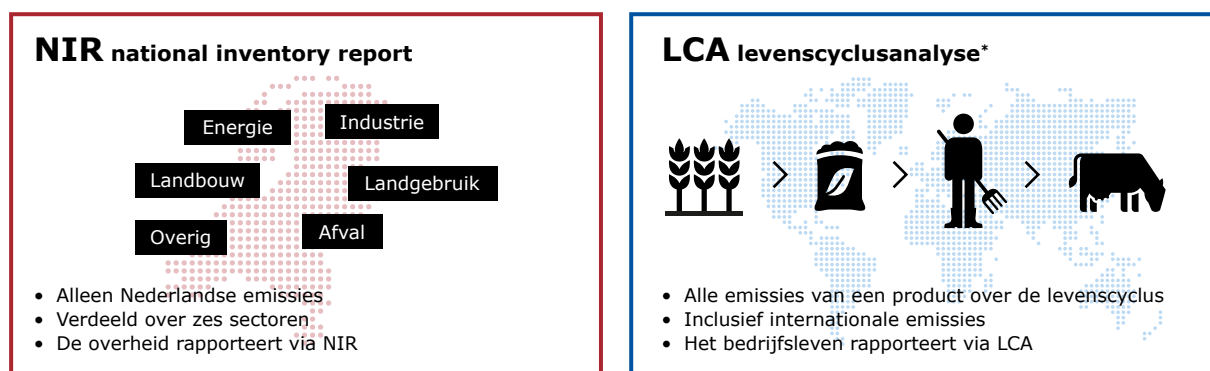 NIR national inventory report
Energie
Industrie
Landbouw
Landgebruik
Overig
Afval
• Alleen Nederlandse emissies
• Verdeeld over zes sectoren
• De overheid rapporteert via NIR
LCA levenscyclusanalyse*
• Alle emissies van een product over de levenscyclus
• Inclusief internationale emissies
• Het bedrijfsleven rapporteert via LCA